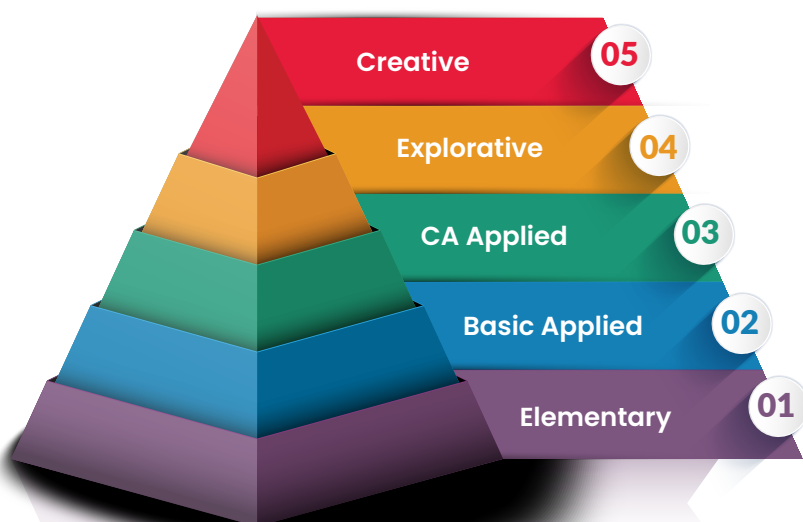 Creative 05
Explorative 04
CA Applied 03
Basic Applied 02
Elementary 01